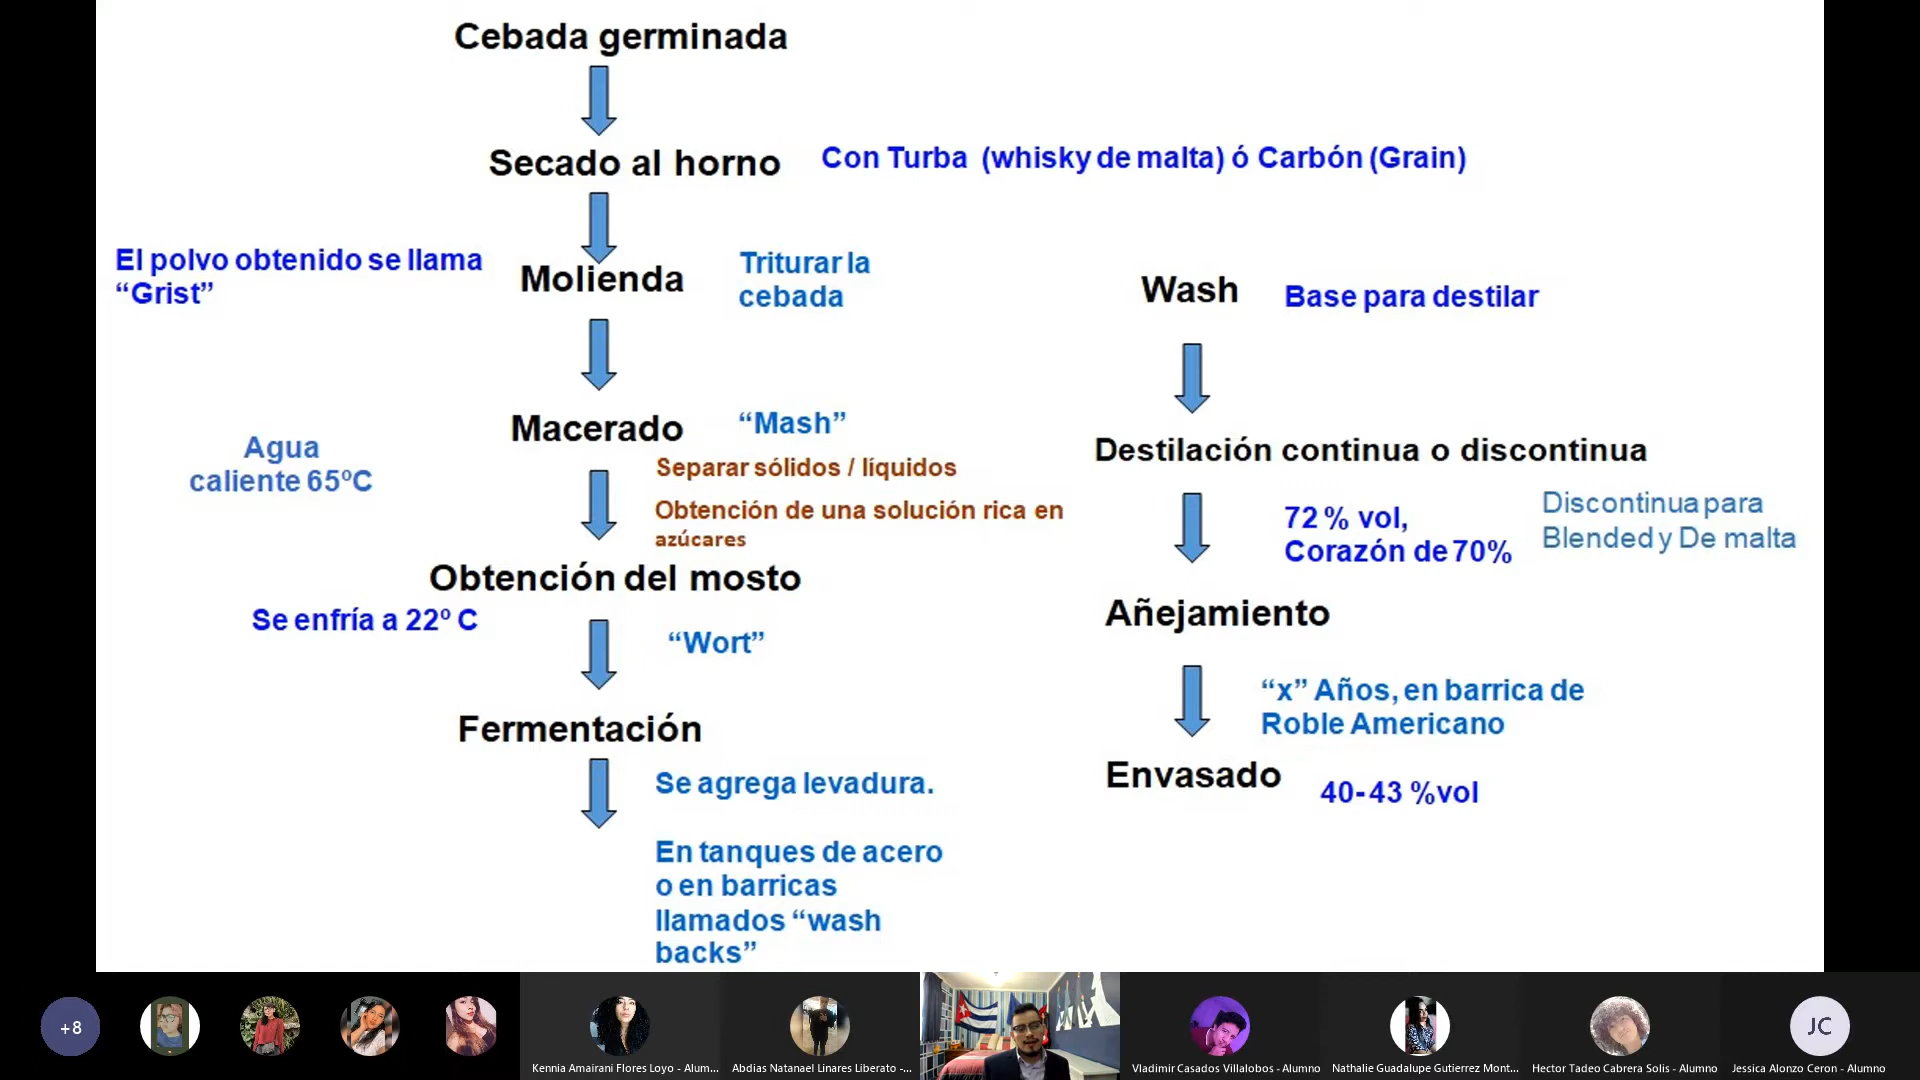 Cebada germinada
Secado al horno
Con Turba (whisky de malta) ó Carbón (Grain)
El polvo obtenido se llama
“Grist”
Molienda
Triturar la
cebada
Macerado
“Mash”
Agua
caliente 65ºC
Separar sólidos / líquidos
Obtención de una solución rica en
azúcares
Obtención del mosto
Se enfría a 22º C
“Wort”
Fermentación
Se agrega levadura.
En tanques de acero
o en barricas
llamados “wash
backs”
Wash
Base para destilar
Destilación continua o discontinua
72 % vol,
Corazón de 70%
Discontinua para
Blended y De malta
Añejamiento
“x” Años, en barrica de
Roble Americano
Envasado
40-43 %vol
+8
Kennia Amairani Flores Loyo - Alum...
Abdias Natanael Linares Liberato -...
Vladimir Casados Villalobos - Alumno
Nathalie Guadalupe Gutierrez Mont...
Hector Tadeo Cabrera Solis - Alumno
JC
Jessica Alonzo Ceron - Alumno